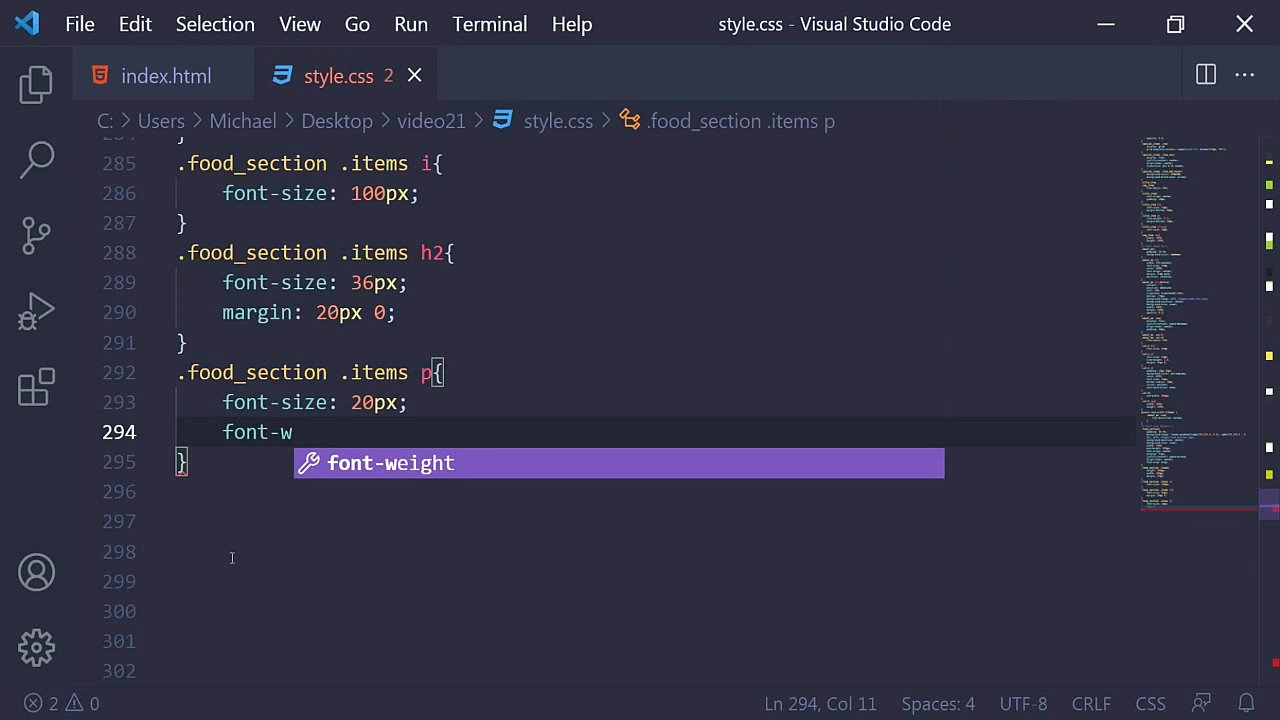 File Edit Selection View Go Run Terminal Help style.css - Visual Studio Code
index.html style.css 2
C: > Users > Michael > Desktop > video21 > style.css > .food_section .items p
285 .food_section .items i{
286 font-size: 100px;
287 }
288 .food_section .items h2{
289 font-size: 36px;
290 margin: 20px 0;
291 }
292 .food_section .items p{
293 font-size: 20px;
294 font-w
295 } font-weight
296
297
298
299
300
301
302
2 0 Ln 294, Col 11 Spaces: 4 UTF-8 CRLF CSS